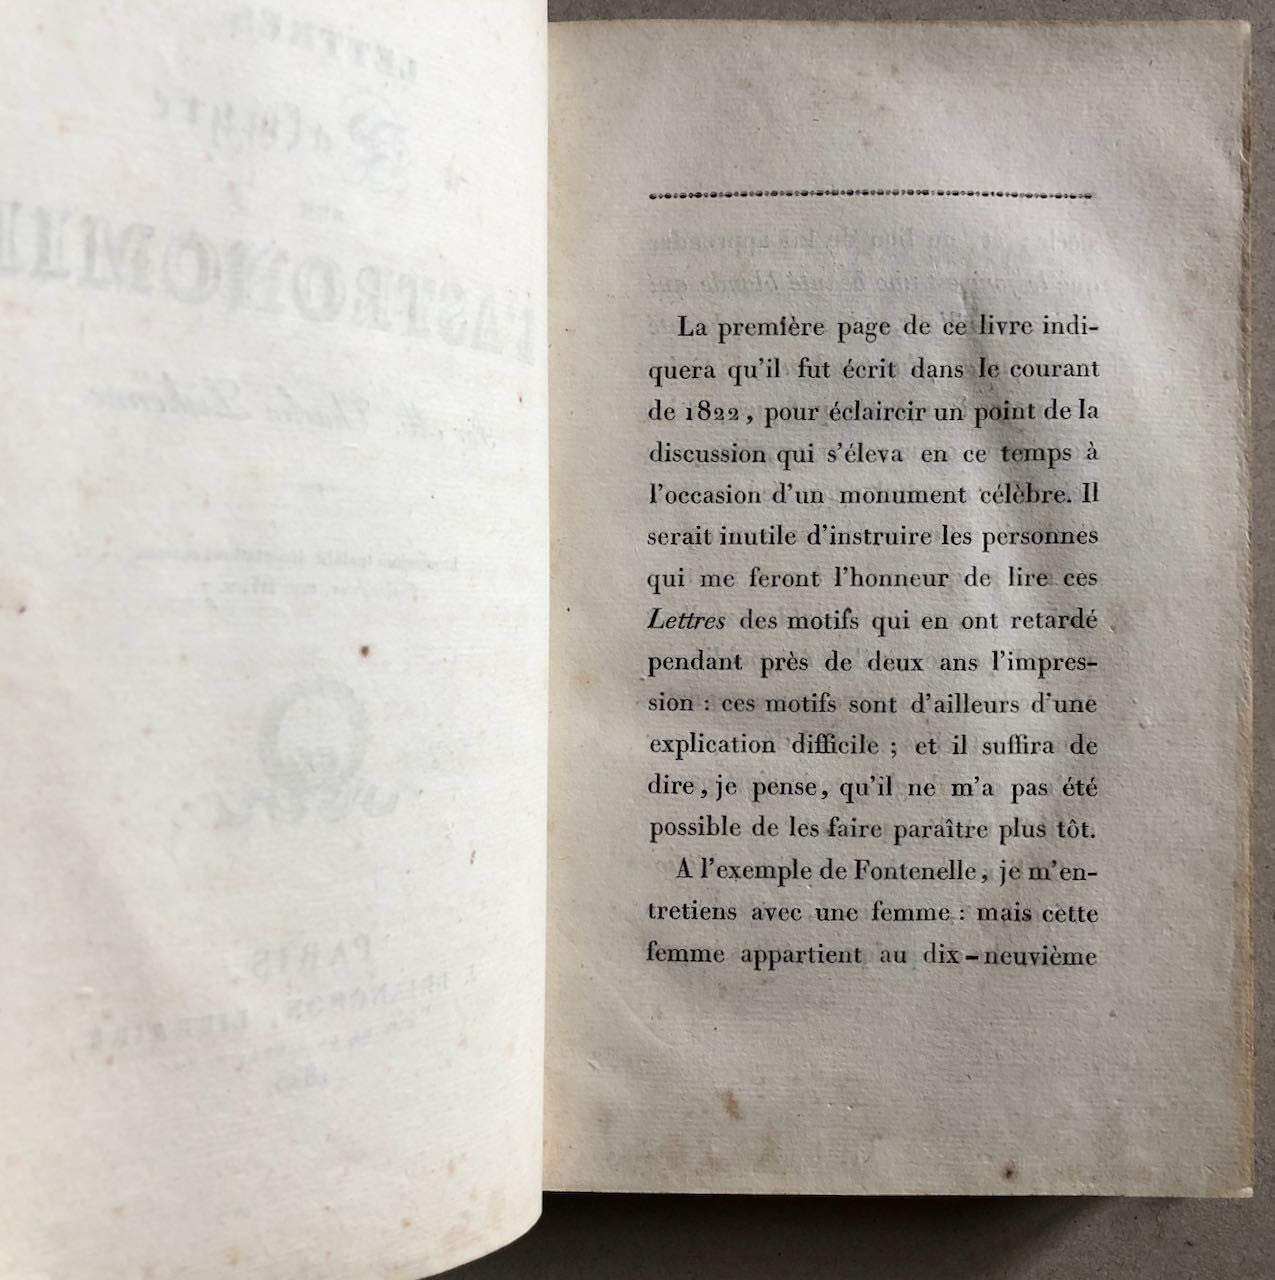 La première page de ce livre indi-
quera qu'il fut écrit dans le courant
de 1822, pour éclaircir un point de la
discussion qui s'éleva en ce temps à
l'occasion d'un monument célèbre. Il
serait inutile d'instruire les personnes
qui me feront l'honneur de lire ces
Lettres des motifs qui en ont retardé
pendant près de deux ans l'impres-
sion : ces motifs sont d'ailleurs d'une
explication difficile ; et il suffira de
dire, je pense, qu'il ne m'a pas été
possible de les faire paraître plus tôt.
A l'exemple de Fontenelle, je m'en-
tretiens avec une femme : mais cette
femme appartient au dix-neuvième